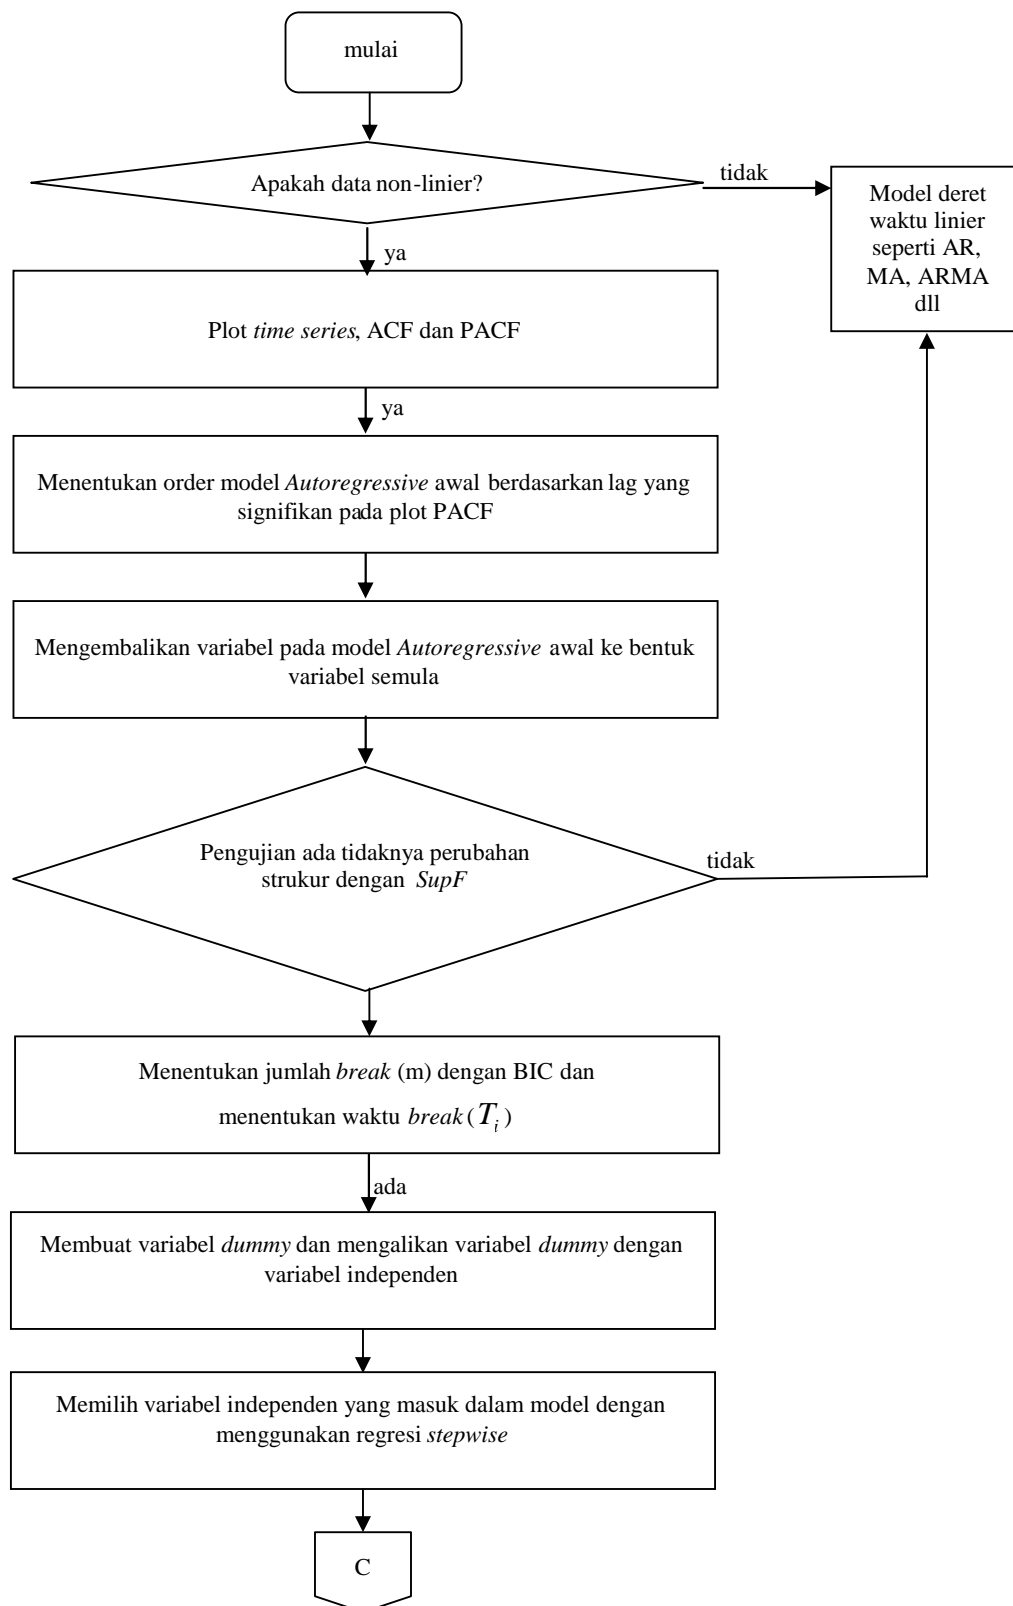 mulai
Apakah data non-linier?
tidak
Model deret
waktu linier
seperti AR,
MA, ARMA
dll
ya
Plot time series, ACF dan PACF
ya
Menentukan order model Autoregressive awal berdasarkan lag yang
signifikan pada plot PACF
Mengembalikan variabel pada model Autoregressive awal ke bentuk
variabel semula
Pengujian ada tidaknya perubahan
strukur dengan SupF
tidak
Menentukan jumlah break (m) dengan BIC dan
menentukan waktu break (T_i)
ada
Membuat variabel dummy dan mengalikan variabel dummy dengan
variabel independen
Memilih variabel independen yang masuk dalam model dengan
menggunakan regresi stepwise
C